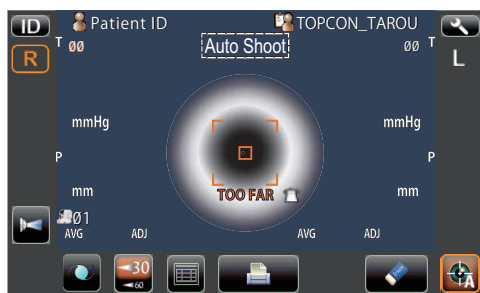 ID Patient ID TOPCON_TAROU
T 00 Auto Shoot 00 T
R L
mmHg mmHg
P P
TOO FAR
mm mm
01
AVG ADJ AVG ADJ
30
60
A